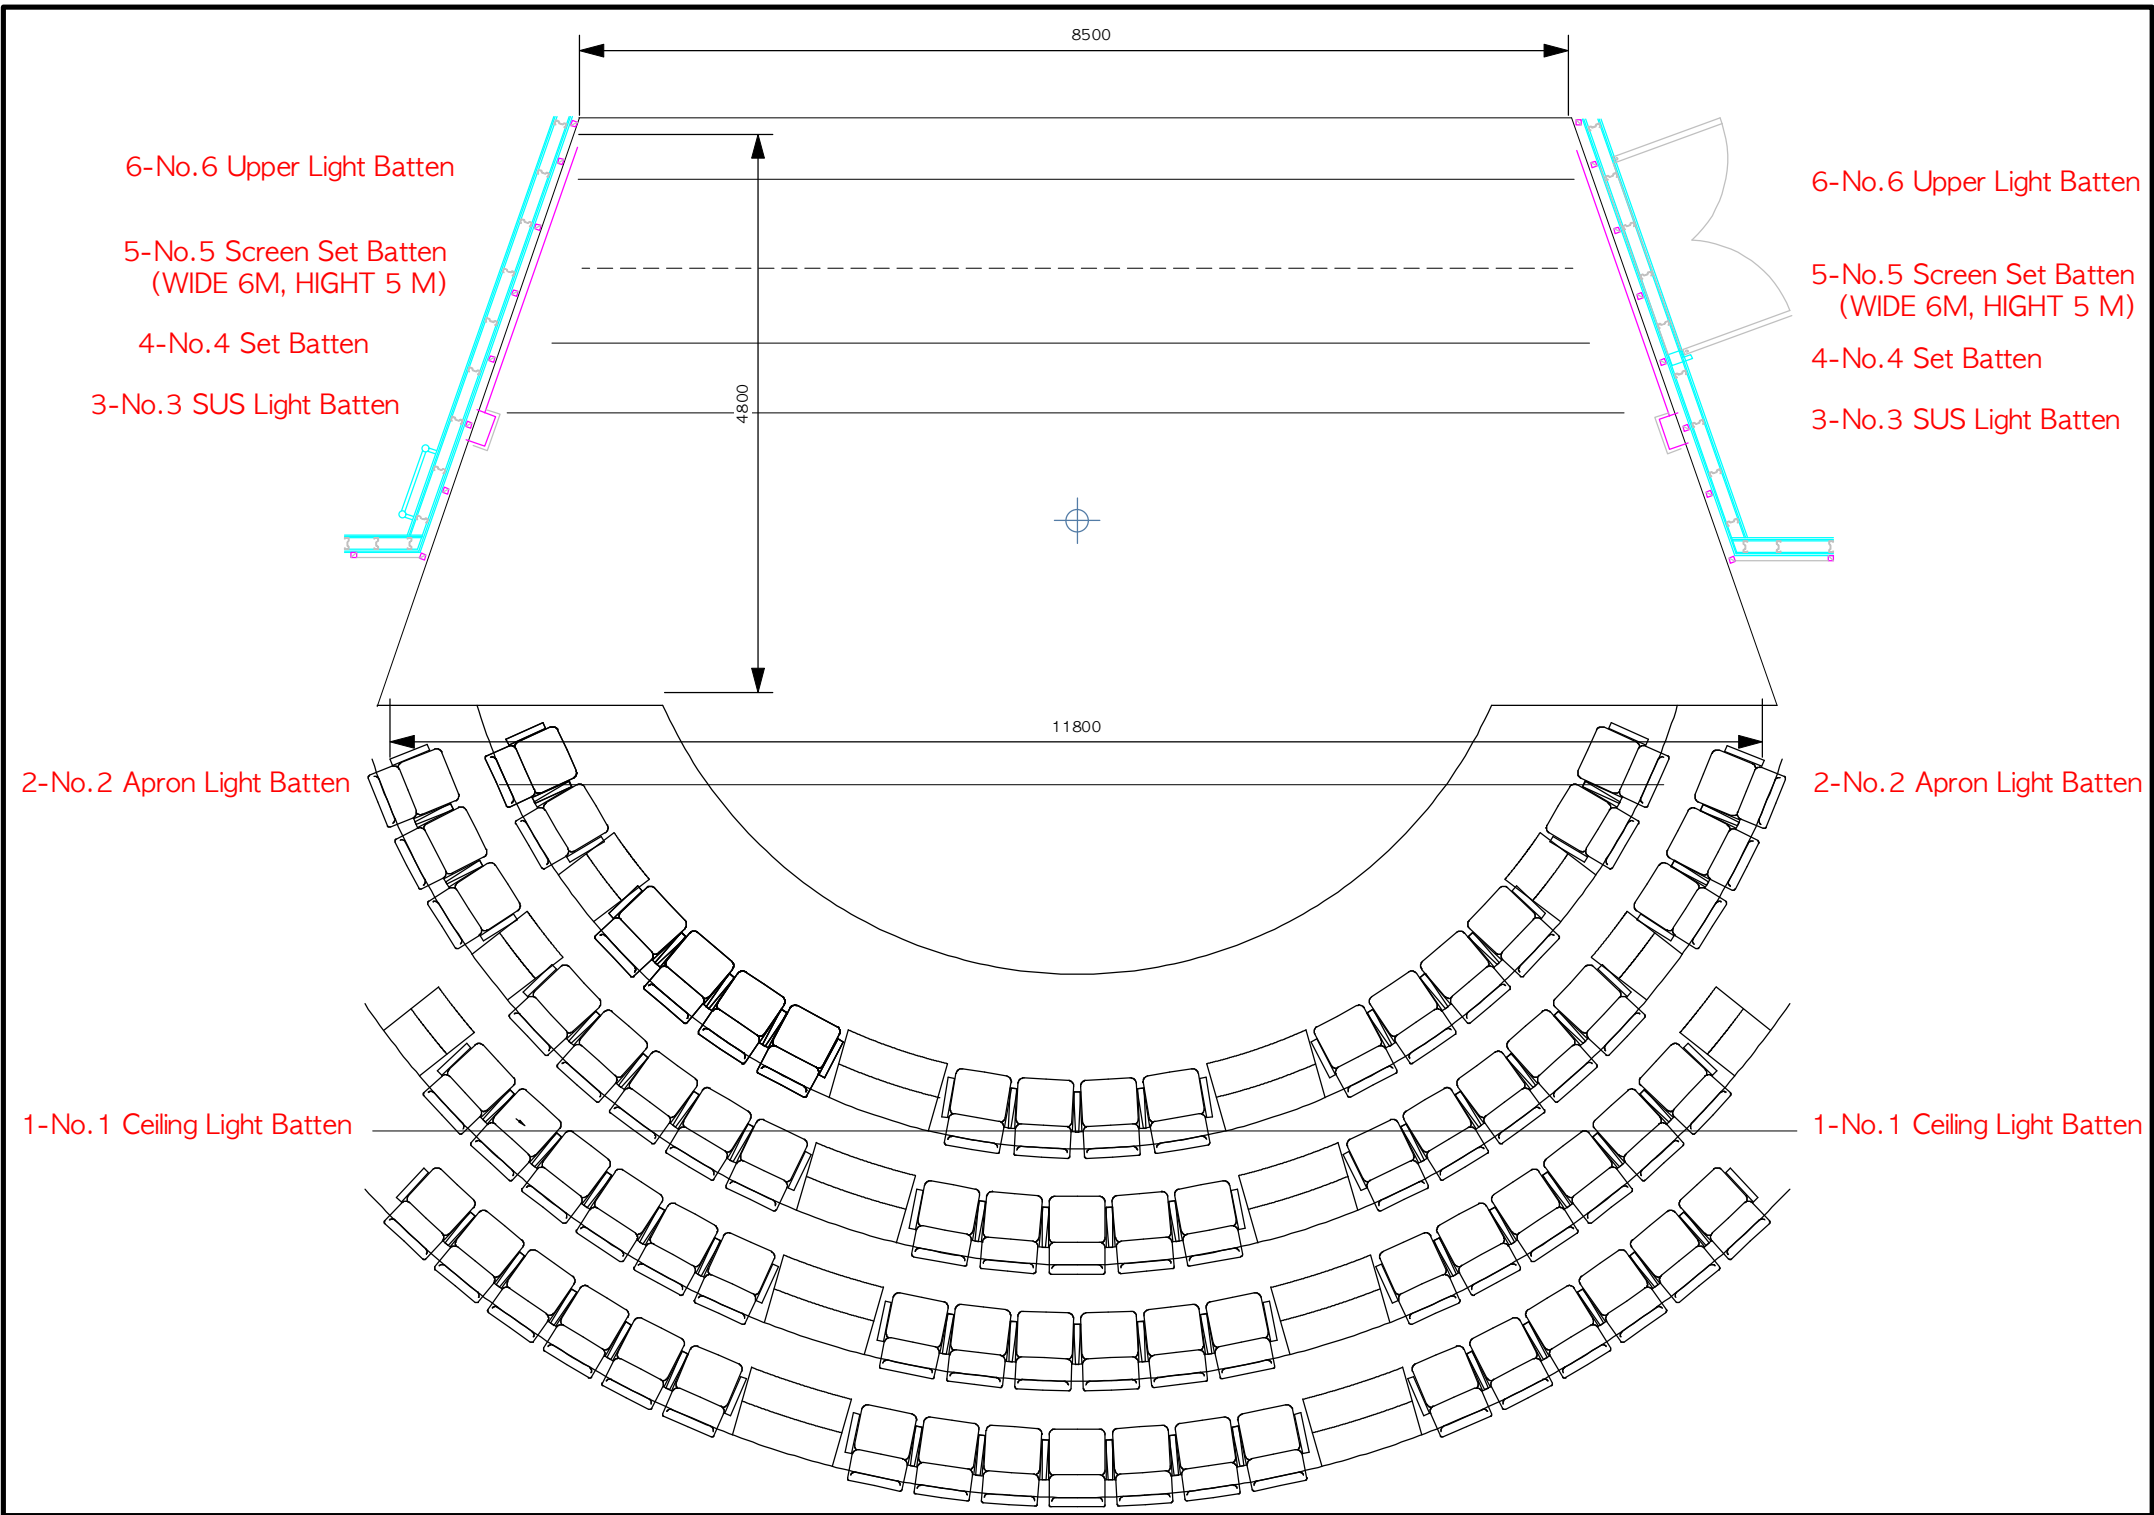 8500
6-No.6 Upper Light Batten
6-No.6 Upper Light Batten
5-No.5 Screen Set Batten
(WIDE 6M, HIGHT 5 M)
5-No.5 Screen Set Batten
(WIDE 6M, HIGHT 5 M)
4-No.4 Set Batten
4-No.4 Set Batten
3-No.3 SUS Light Batten
4800
3-No.3 SUS Light Batten
11800
2-No.2 Apron Light Batten
2-No.2 Apron Light Batten
1-No.1 Ceiling Light Batten
1-No.1 Ceiling Light Batten